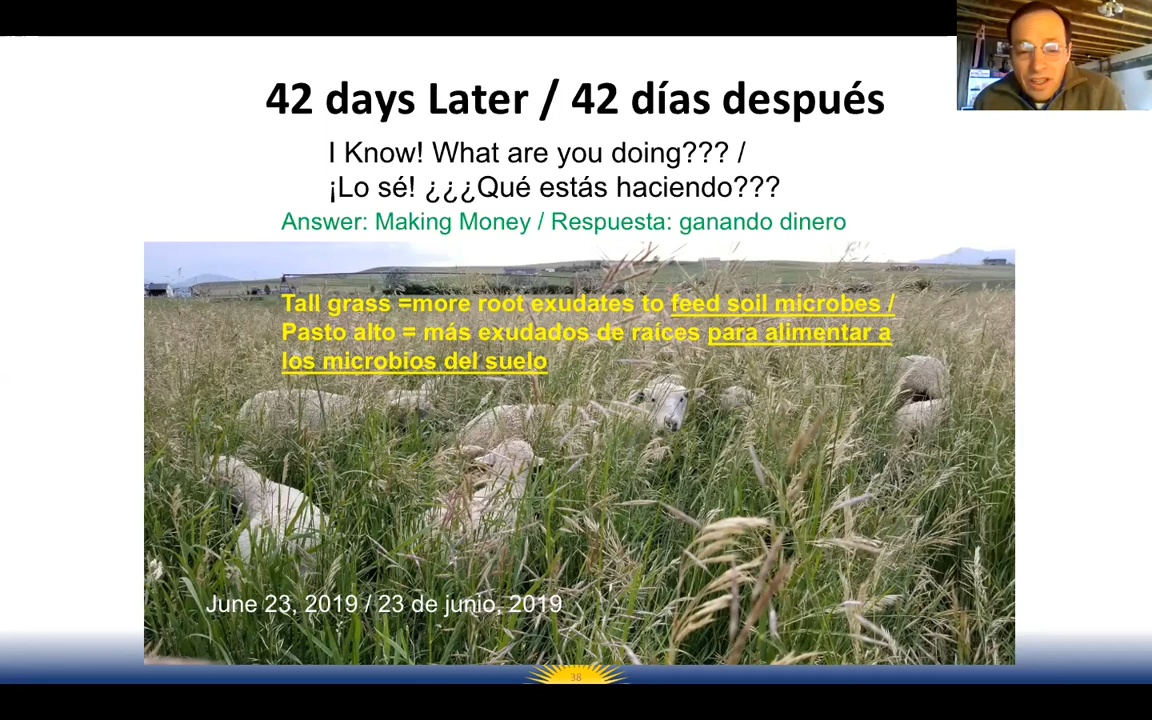 42 days Later / 42 días después
I Know! What are you doing??? /
¡Lo sé! ¿¿¿Qué estás haciendo???
Answer: Making Money / Respuesta: ganando dinero
Tall grass =more root exudates to feed soil microbes /
Pasto alto = más exudados de raíces para alimentar a
los microbios del suelo
June 23, 2019 / 23 de junio, 2019
38